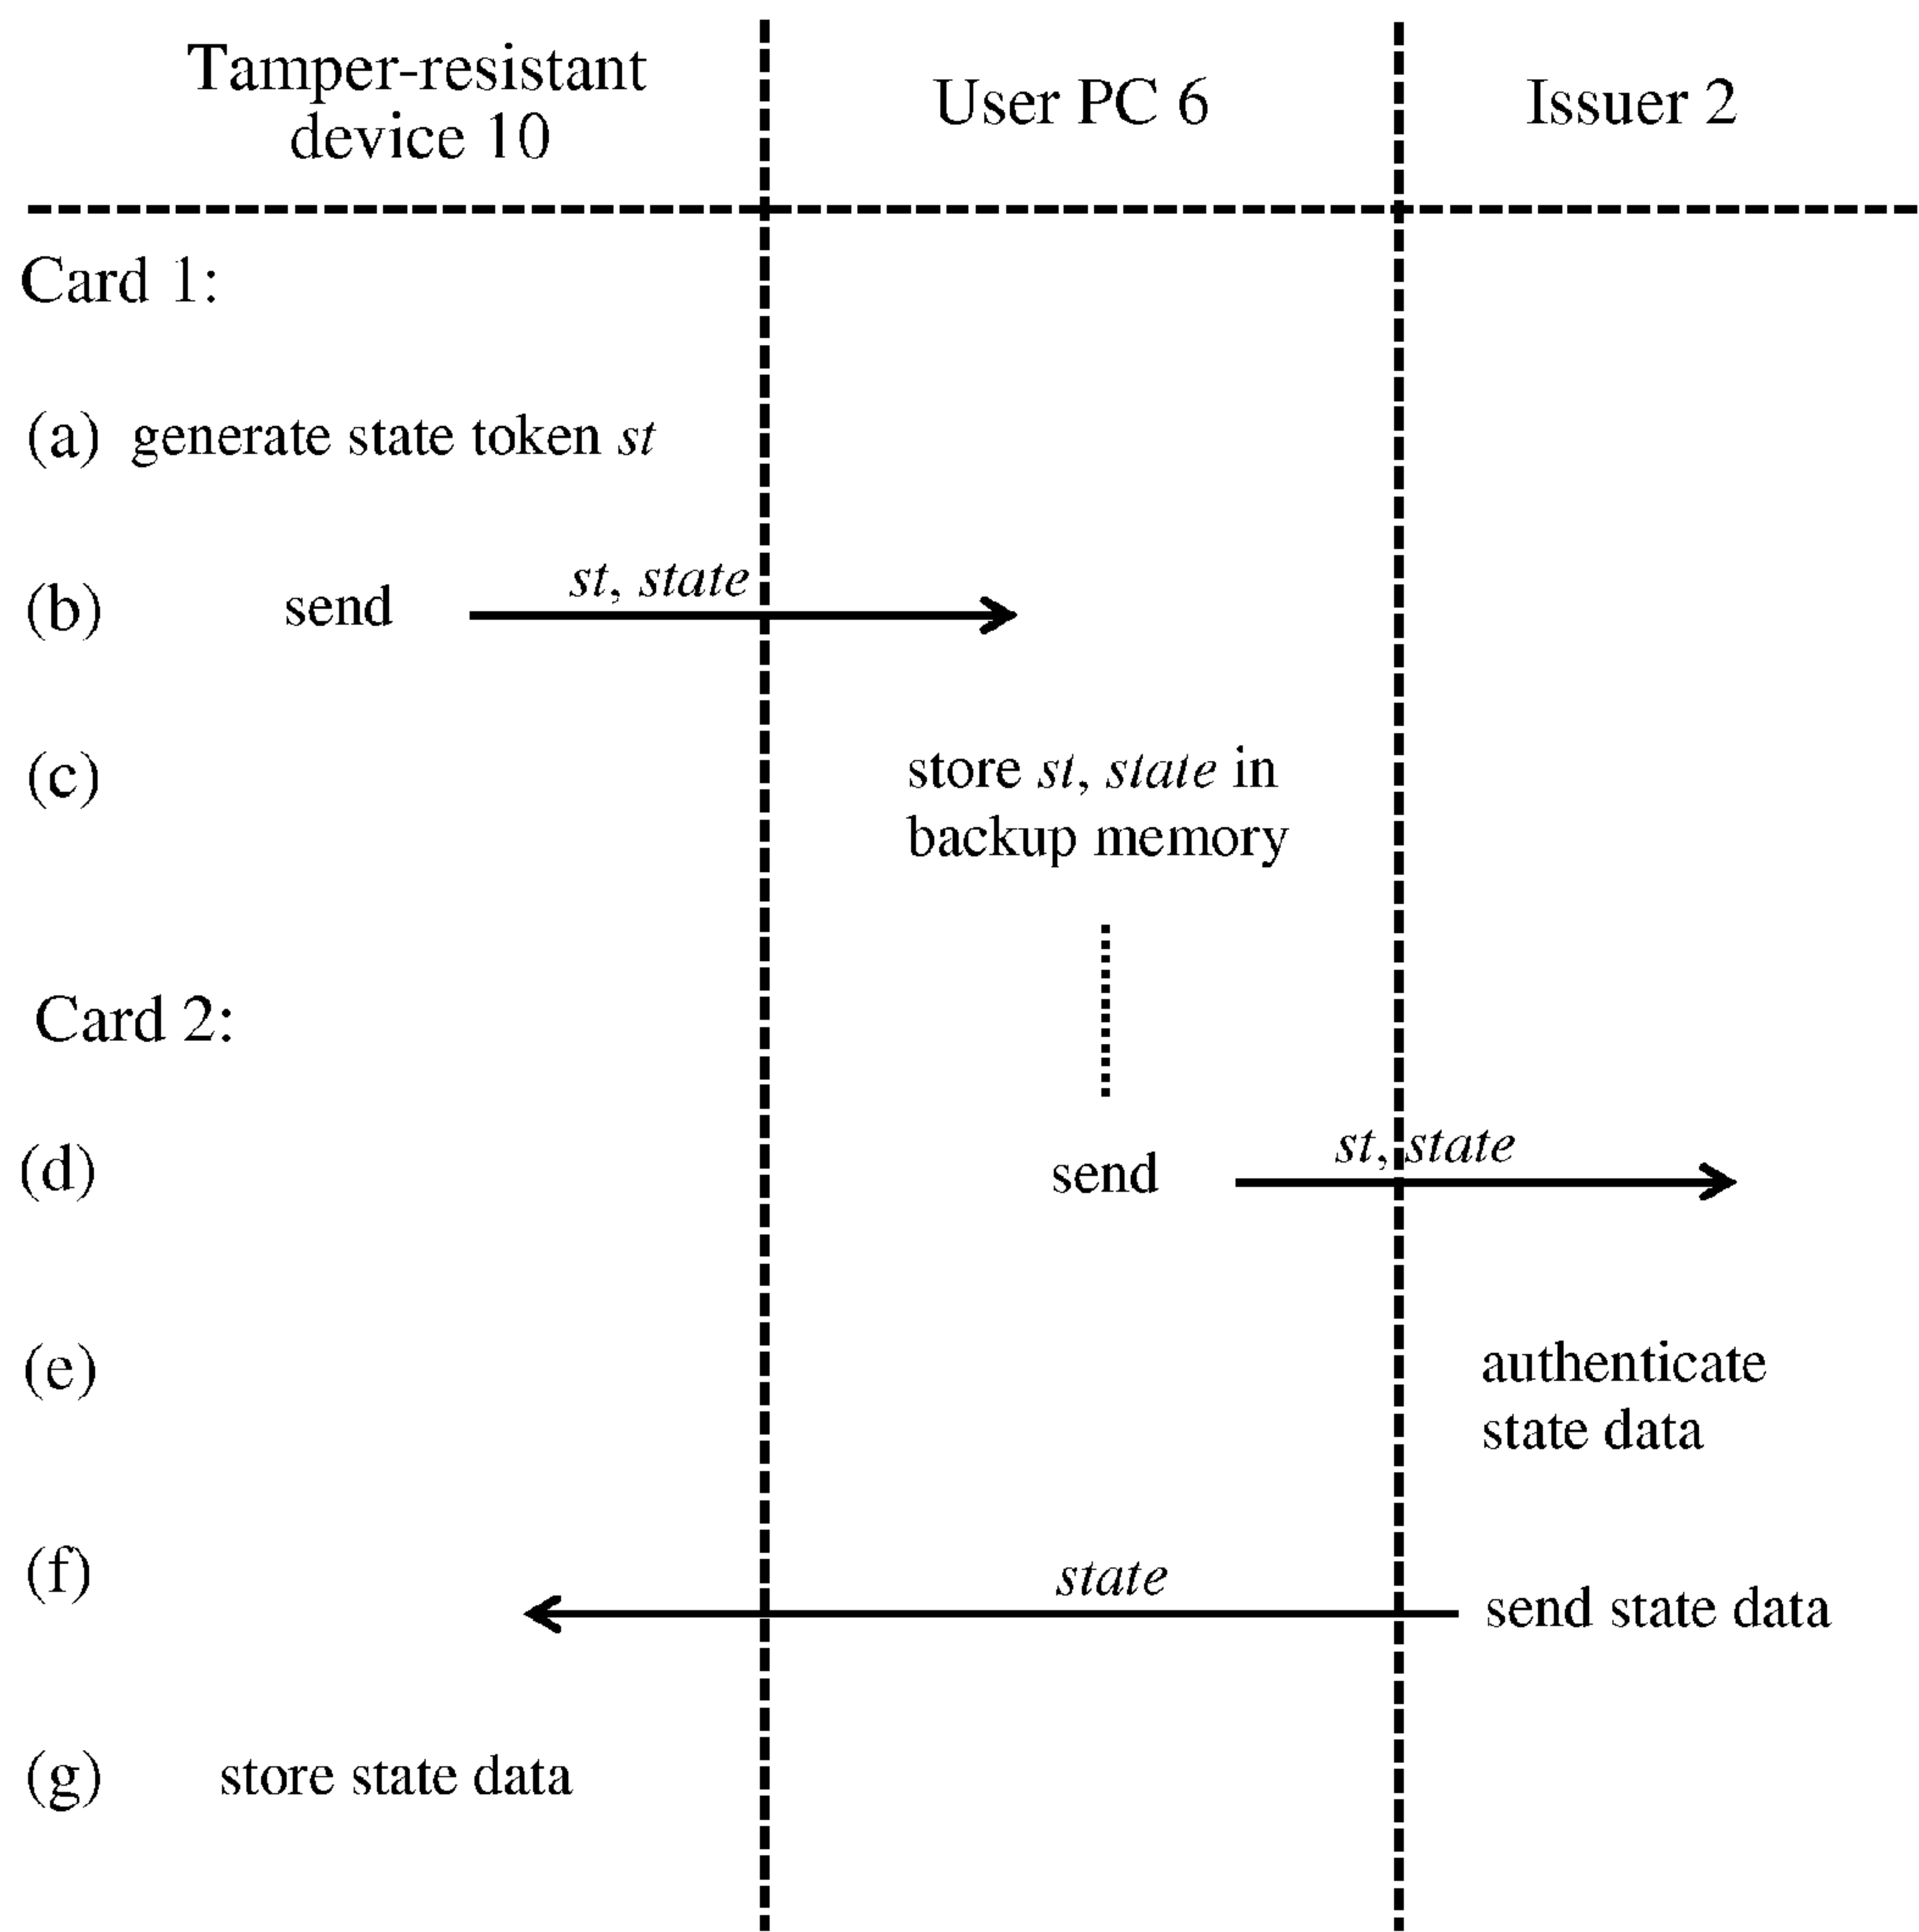 Tamper-resistant
device 10
User PC 6
Issuer 2
Card 1:
(a) generate state token st
(b) send st, state
(c) store st, state in
backup memory
Card 2:
(d) send st, state
(e) authenticate
state data
(f) state send state data
(g) store state data